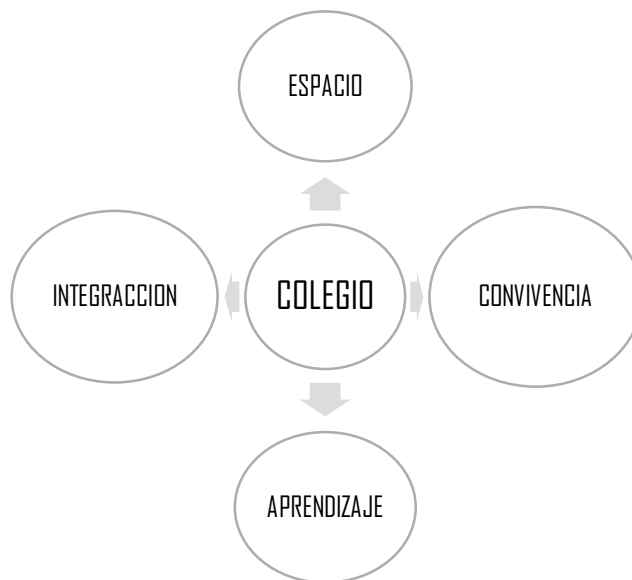 ESPACIO
INTEGRACCION
COLEGIO
CONVIVENCIA
APRENDIZAJE